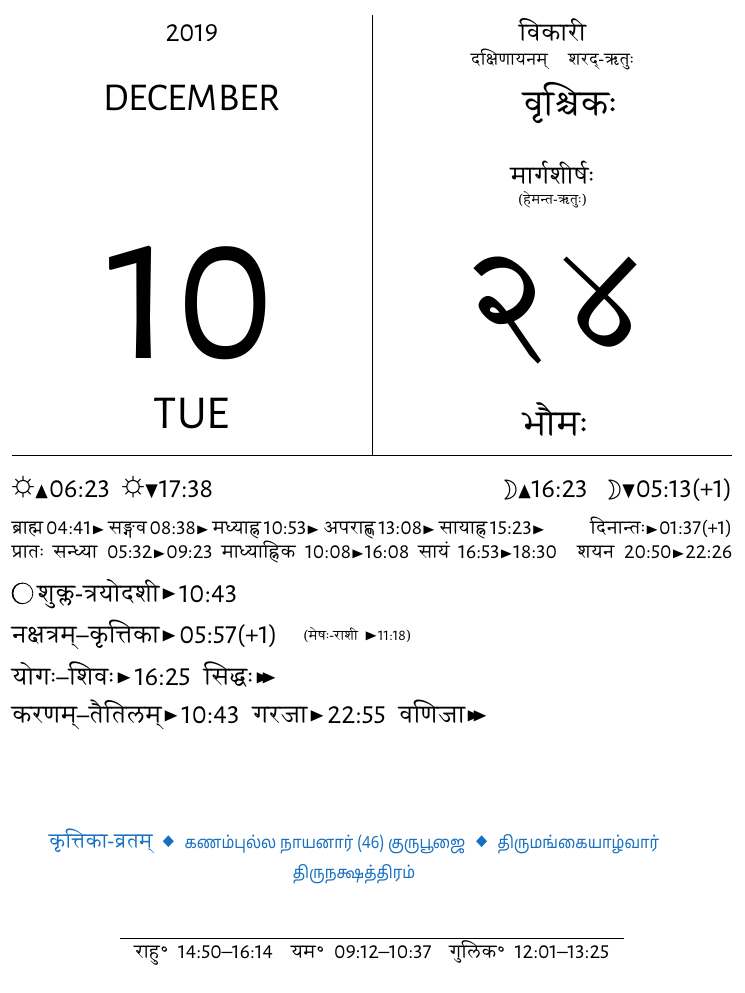 2019
DECEMBER
10
TUE
विकारी
दक्षिणायनम् शरद्-ऋतुः
वृश्चिकः
मार्गशीर्षः
(हेमन्त-ऋतुः)
२४
भौमः
☼▲06:23 ☼▼17:38 ☽▲16:23 ☽▼05:13(+1)
ब्राह्म 04:41► सङ्गव 08:38► मध्याह्न 10:53► अपराह्ण 13:08► सायाह्न 15:23► दिनान्तः►01:37(+1)
प्रातः सन्ध्या 05:32►09:23 माध्याह्निक 10:08►16:08 सायं 16:53►18:30 शयन 20:50►22:26
◯ शुक्ल-त्रयोदशी►10:43
नक्षत्रम्–कृत्तिका►05:57(+1) (मेषः-राशी ►11:18)
योगः–शिवः►16:25 सिद्धः►►
करणम्–तैतिलम्►10:43 गरजा►22:55 वणिजा►►
कृत्तिका-व्रतम् ◆ கணம்புல்ல நாயனார் (46) குருபூஜை ◆ திருமங்கையாழ்வார்
திருநக்ஷத்திரம்
राहु° 14:50–16:14 यम° 09:12–10:37 गुलिक° 12:01–13:25